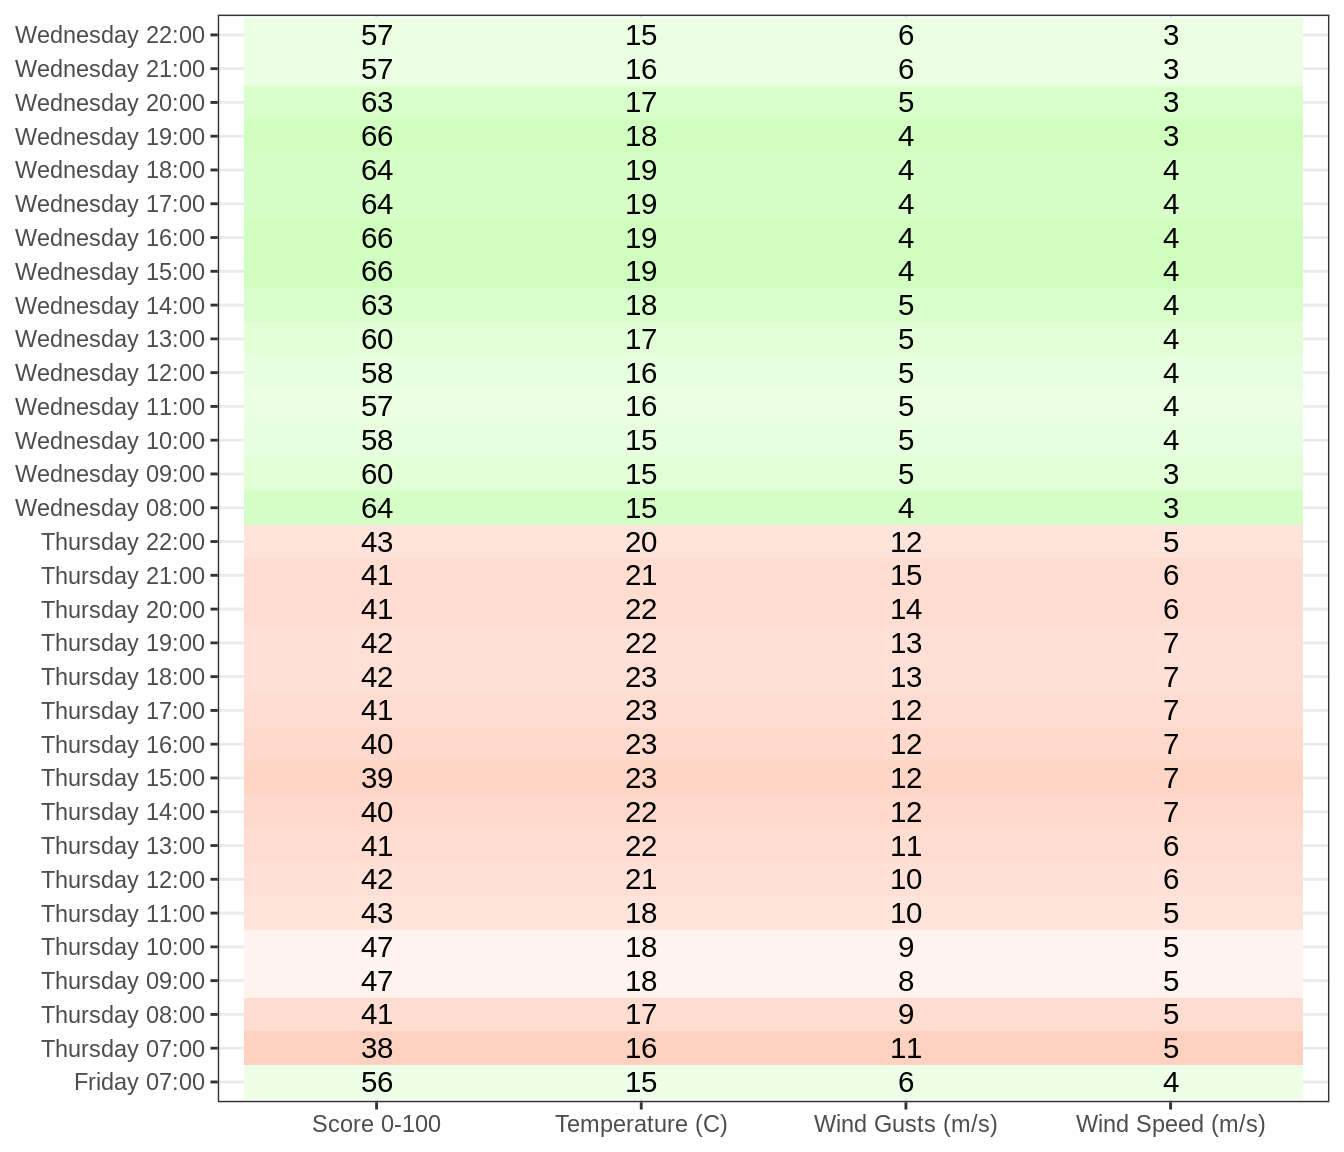 Wednesday 22:00 57 15 6 3
Wednesday 21:00 57 16 6 3
Wednesday 20:00 63 17 5 3
Wednesday 19:00 66 18 4 3
Wednesday 18:00 64 19 4 4
Wednesday 17:00 64 19 4 4
Wednesday 16:00 66 19 4 4
Wednesday 15:00 66 19 4 4
Wednesday 14:00 63 18 5 4
Wednesday 13:00 60 17 5 4
Wednesday 12:00 58 16 5 4
Wednesday 11:00 57 16 5 4
Wednesday 10:00 58 15 5 4
Wednesday 09:00 60 15 5 3
Wednesday 08:00 64 15 4 3
Thursday 22:00 43 20 12 5
Thursday 21:00 41 21 15 6
Thursday 20:00 41 22 14 6
Thursday 19:00 42 22 13 7
Thursday 18:00 42 23 13 7
Thursday 17:00 41 23 12 7
Thursday 16:00 40 23 12 7
Thursday 15:00 39 23 12 7
Thursday 14:00 40 22 12 7
Thursday 13:00 41 22 11 6
Thursday 12:00 42 21 10 6
Thursday 11:00 43 18 10 5
Thursday 10:00 47 18 9 5
Thursday 09:00 47 18 8 5
Thursday 08:00 41 17 9 5
Thursday 07:00 38 16 11 5
Friday 07:00 56 15 6 4
Score 0-100 Temperature (C) Wind Gusts (m/s) Wind Speed (m/s)